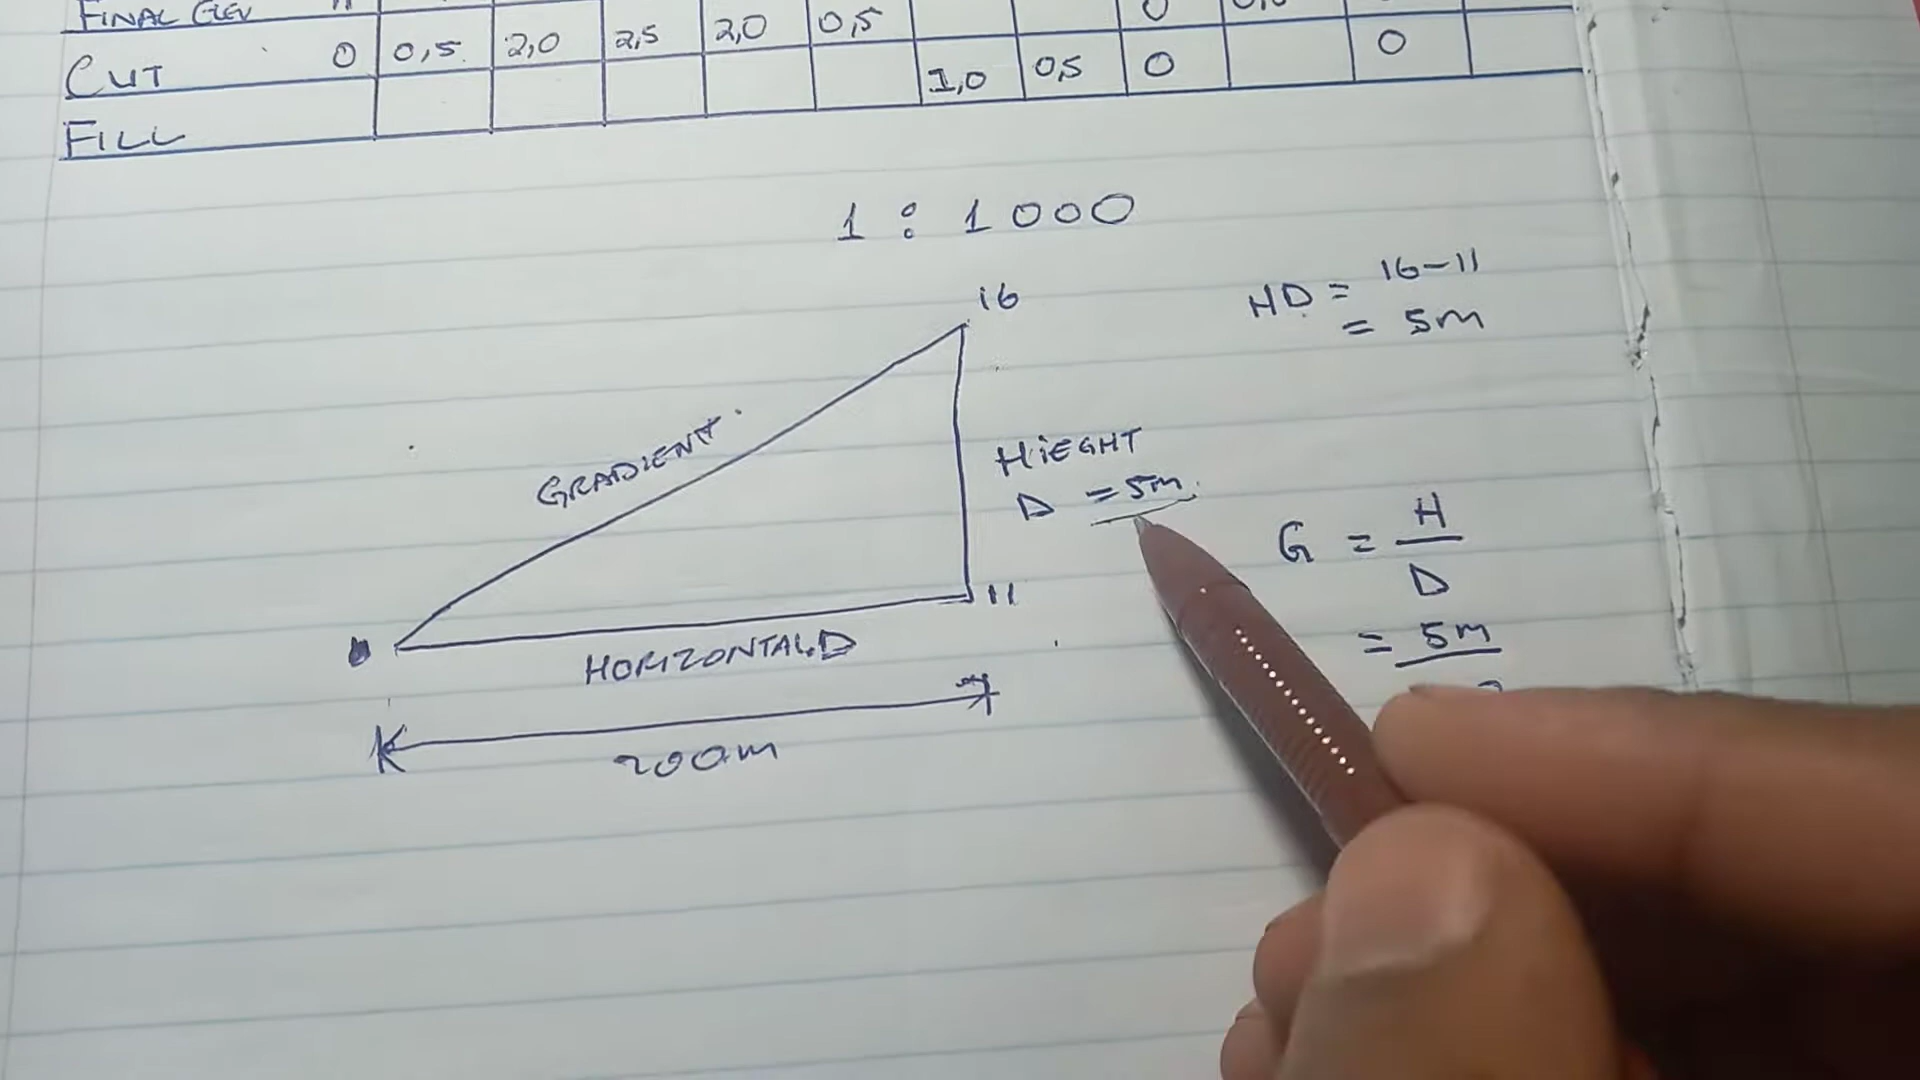 FINAL ELEV
0
CUT 0 0,5 2,0 2,5 2,0 0,5
FILL 1,0 0,5 0 0
1 : 1000
16
HD = 16-11
= 5m
GRADIENT
HIEGHT
D = 5m
G = H
D
= 5m
11
HORIZONTAL.D
200m